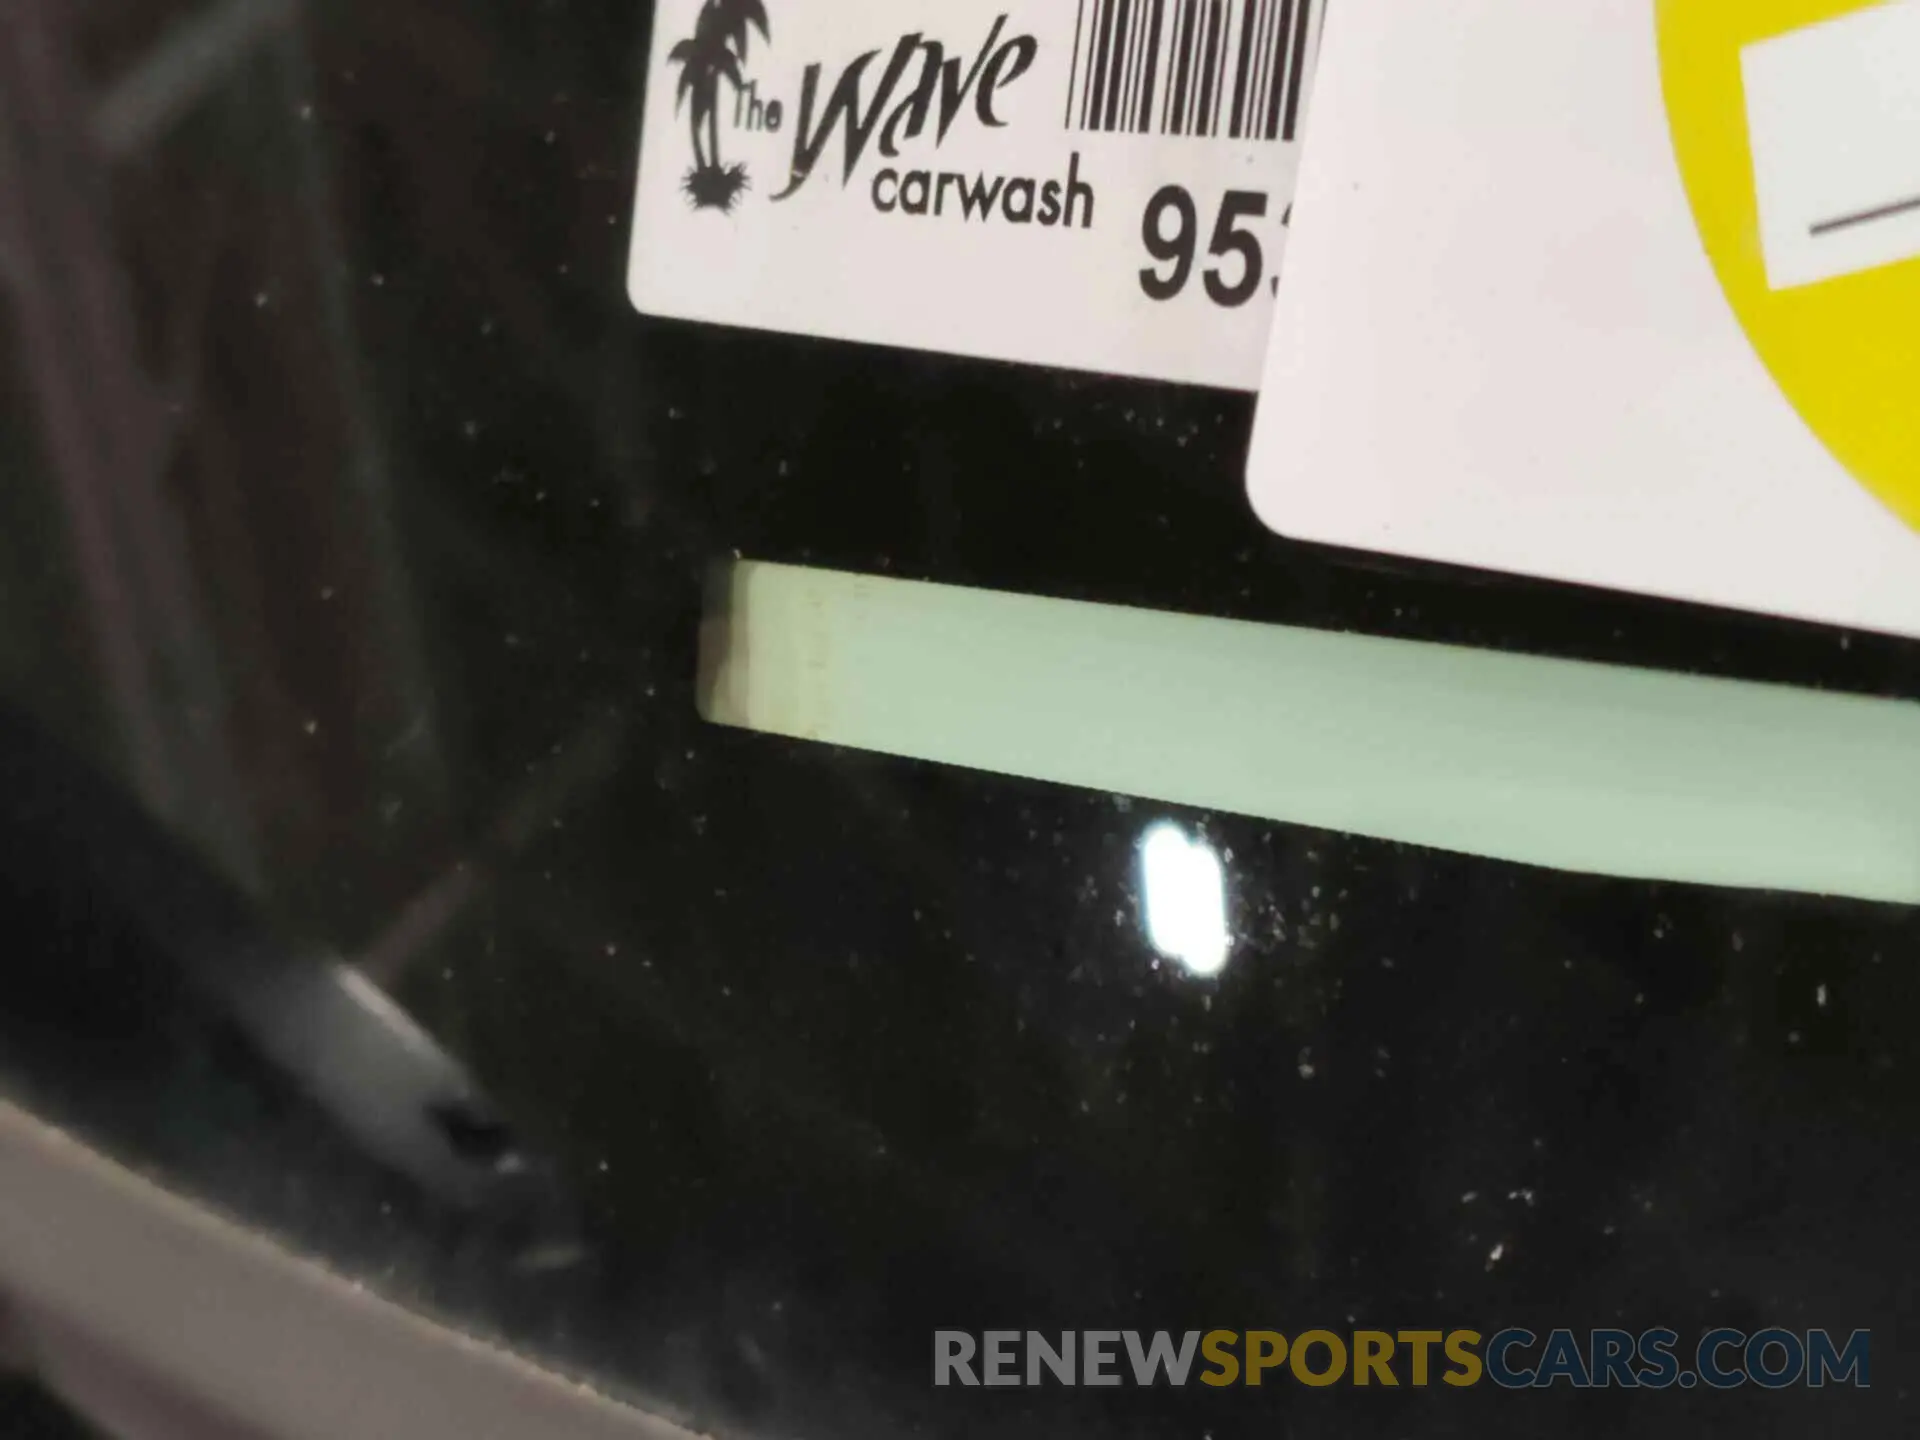 The Wave
carwash
95
RENEWSPORTSCARS.COM